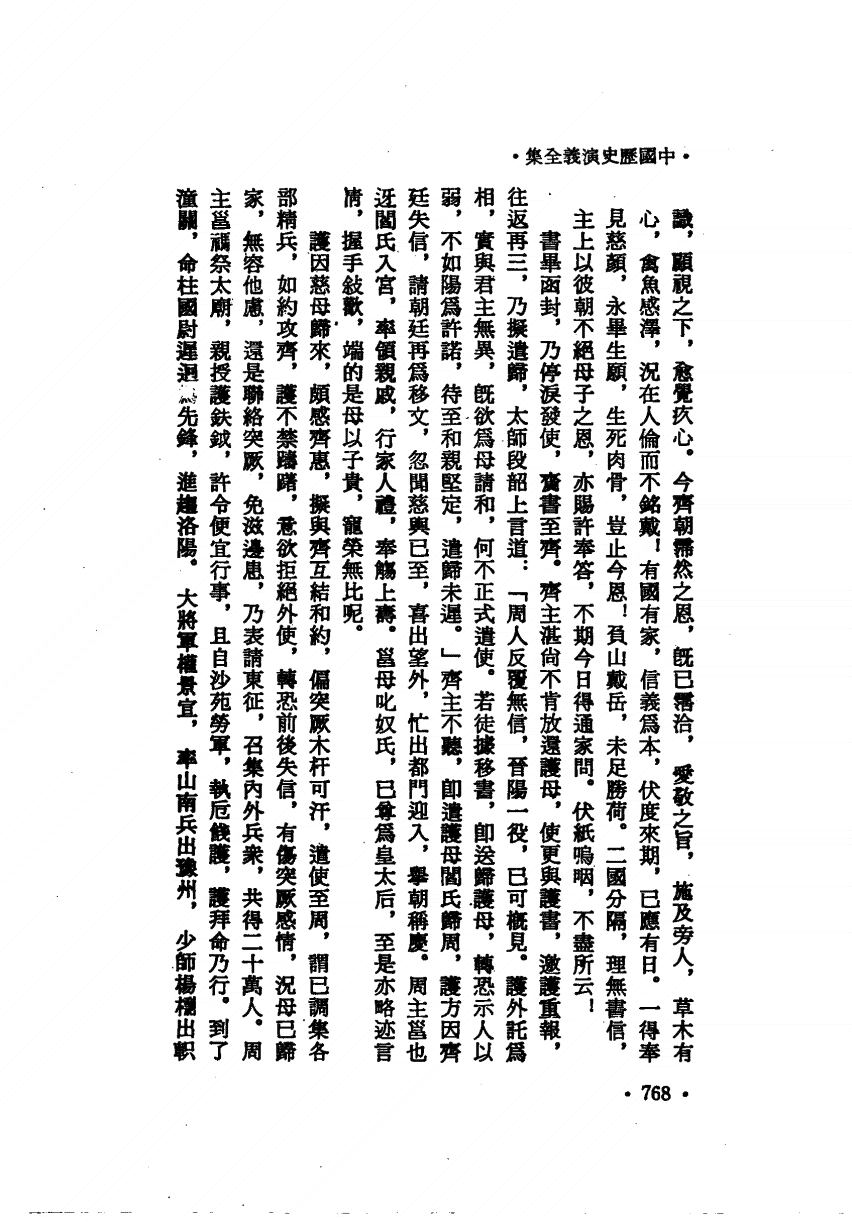 ·中國歷史演義全集·
識，顧視之下，愈覺疚心。今齊朝霈然之恩，旣已霑洽，愛敬之旨，施及旁人，草木有
心，禽魚感澤，況在人倫而不銘戴！有國有家，信義爲本，伏度來期，已應有日。一得奉
見慈顏，永畢生願，生死肉骨，豈止今恩！負山戴岳，未足勝荷。二國分隔，理無書信，
主上以彼朝不絕母子之恩，亦賜許奉答，不期今日得通家問。伏紙嗚咽，不盡所云！
書畢函封，乃停淚發使，齎書至齊。齊主湛尙不肯放還護母，使更與護書，邀護重報，
往返再三，乃擬遣歸，太師段韶上言道：「周人反覆無信，晉陽一役，已可概見。護外託爲
相，實與君主無異，旣欲爲母請和，何不正式遣使。若徒據移書，卽送歸護母，轉恐示人以
弱，不如陽爲許諾，待至和親堅定，遣歸未遲。」齊主不聽，卽遣護母閻氏歸周，護方因齊
廷失信，請朝廷再爲移文，忽聞慈輿已至，喜出望外，忙出都門迎入，舉朝稱慶。周主邕也
迓閻氏入宮，率領親戚，行家人禮，奉觴上壽。邕母叱奴氏，已尊爲皇太后，至是亦略迹言
情，握手敍歡，端的是母以子貴，寵榮無比呢。
護因慈母歸來，頗感齊惠，擬與齊互結和約，偏突厥木杆可汗，遣使至周，謂已調集各
部精兵，如約攻齊，護不禁躊躇，意欲拒絕外使，轉恐前後失信，有傷突厥感情，況母已歸
家，無容他慮，還是聯絡突厥，免滋邊患，乃表請東征，召集內外兵衆，共得二十萬人。周
主邕禡祭太廟，親授護鈇鉞，許令便宜行事，且自沙苑勞軍，執卮餞護，護拜命乃行。到了
潼關，命柱國尉遲迥先鋒，進趨洛陽。大將軍權景宣，率山南兵出豫州，少師楊檦出軹
·768·